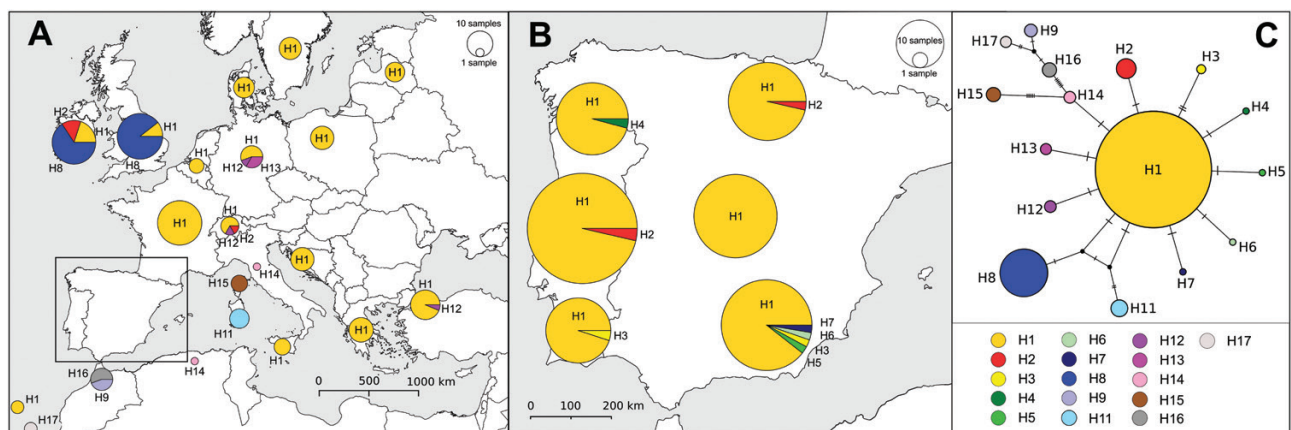 A
10 samples
1 sample
H1
H1
H1
H2
H1
H8
H1
H8
H1
H1
H12
H13
H1
H1
H1
H12
H2
H1
H14
H15
H11
H1
H12
H1
H1
H14
H16
H9
H1
H17
0 500 1000 km
B
10 samples
1 sample
H1
H4
H1
H2
H1
H2
H1
H1
H3
H1
H7
H6
H3
H5
0 100 200 km
C
H9
H17
H16
H2
H3
H15
H14
H4
H13
H1
H5
H12
H6
H8
H7
H11
H1 H6 H12 H17
H2 H7 H13
H3 H8 H14
H4 H9 H15
H5 H11 H16